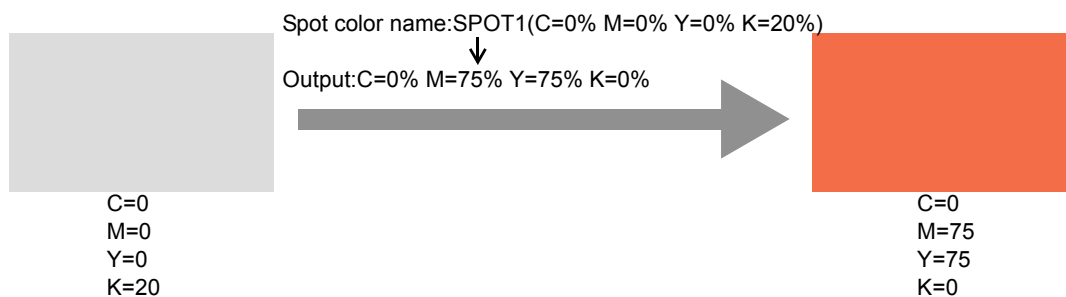 Spot color name:SPOT1(C=0% M=0% Y=0% K=20%)
Output:C=0% M=75% Y=75% K=0%
C=0
M=0
Y=0
K=20
C=0
M=75
Y=75
K=0